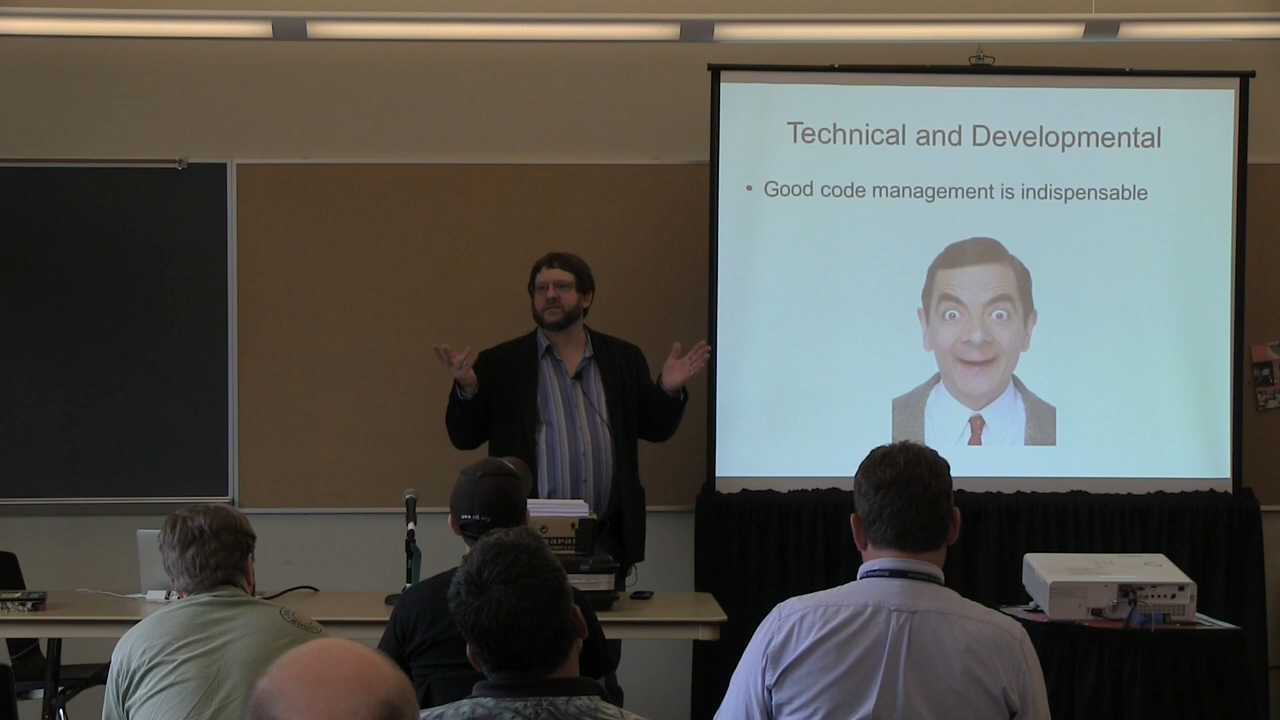 Technical and Developmental
• Good code management is indispensable